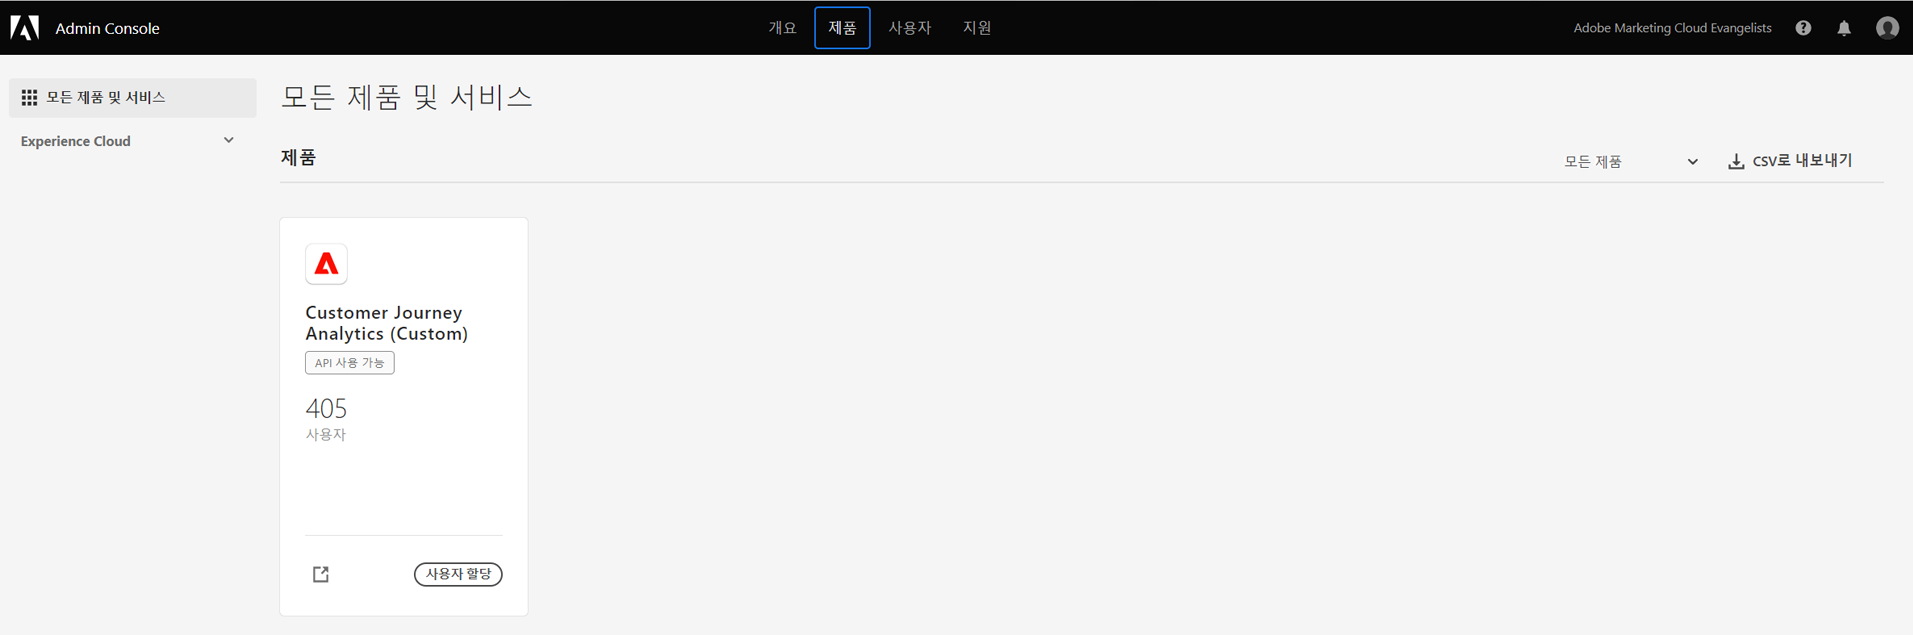 Admin Console
개요
제품
사용자
지원
Adobe Marketing Cloud Evangelists
모든 제품 및 서비스
Experience Cloud
모든 제품 및 서비스
제품
모든 제품
CSV로 내보내기
Customer Journey
Analytics (Custom)
API 사용 가능
405
사용자
사용자 할당